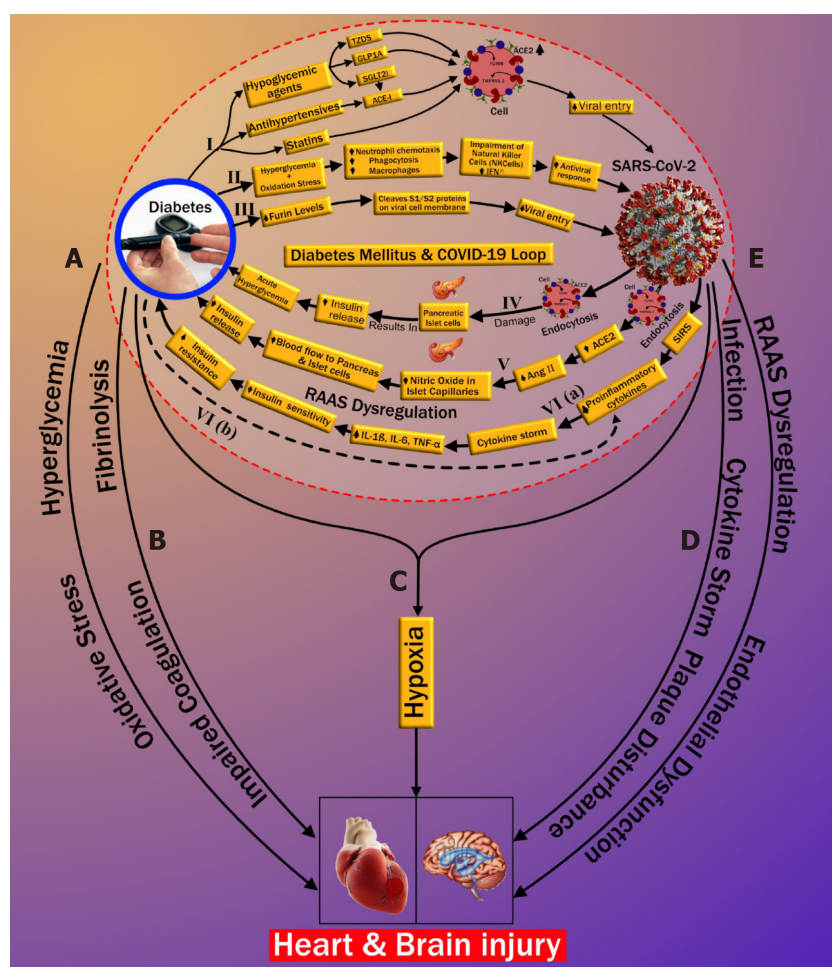 TZDS
GLP1A
SGLT2i
ACE-I
Hypoglycemic
agents
Antihypertensives
Statins
I
ACE2
FURIN
TMPRSS-2
Cell
Viral entry
SARS-CoV-2
II
Hyperglycemia
+
Oxidation Stress
Neutrophil chemotaxis
Phagocytosis
Macrophages
Impairment of
Natural Killer
Cells (NKCells)
Antiviral
response
Diabetes
III
Furin Levels
Cleaves S1/S2 proteins
on viral cell membrane
Viral entry
Diabetes Mellitus & COVID-19 Loop
A
E
Acute
Hyperglycemia
Insulin
release
Results In
Pancreatic
Islet cells
IV
Damage
Cell
ACE2
Endocytosis
Cell
Endocytosis
Insulin
release
Blood flow to Pancreas
& Islet cells
Nitric Oxide in
Islet Capillaries
V
Ang II
ACE2
SIRS
Insulin
resistance
Insulin sensitivity
RAAS Dysregulation
IL-1ß, IL-6, TNF-α
Cytokine storm
VI (a)
Proinflammatory
cytokines
VI (b)
Hyperglycemia
Oxidative Stress
Fibrinolysis
Impaired Coagulation
B
C
D
Hypoxia
Infection
Cytokine Storm
Plaque Disturbance
RAAS Dysregulation
Endothelial Dysfunction
Heart & Brain injury